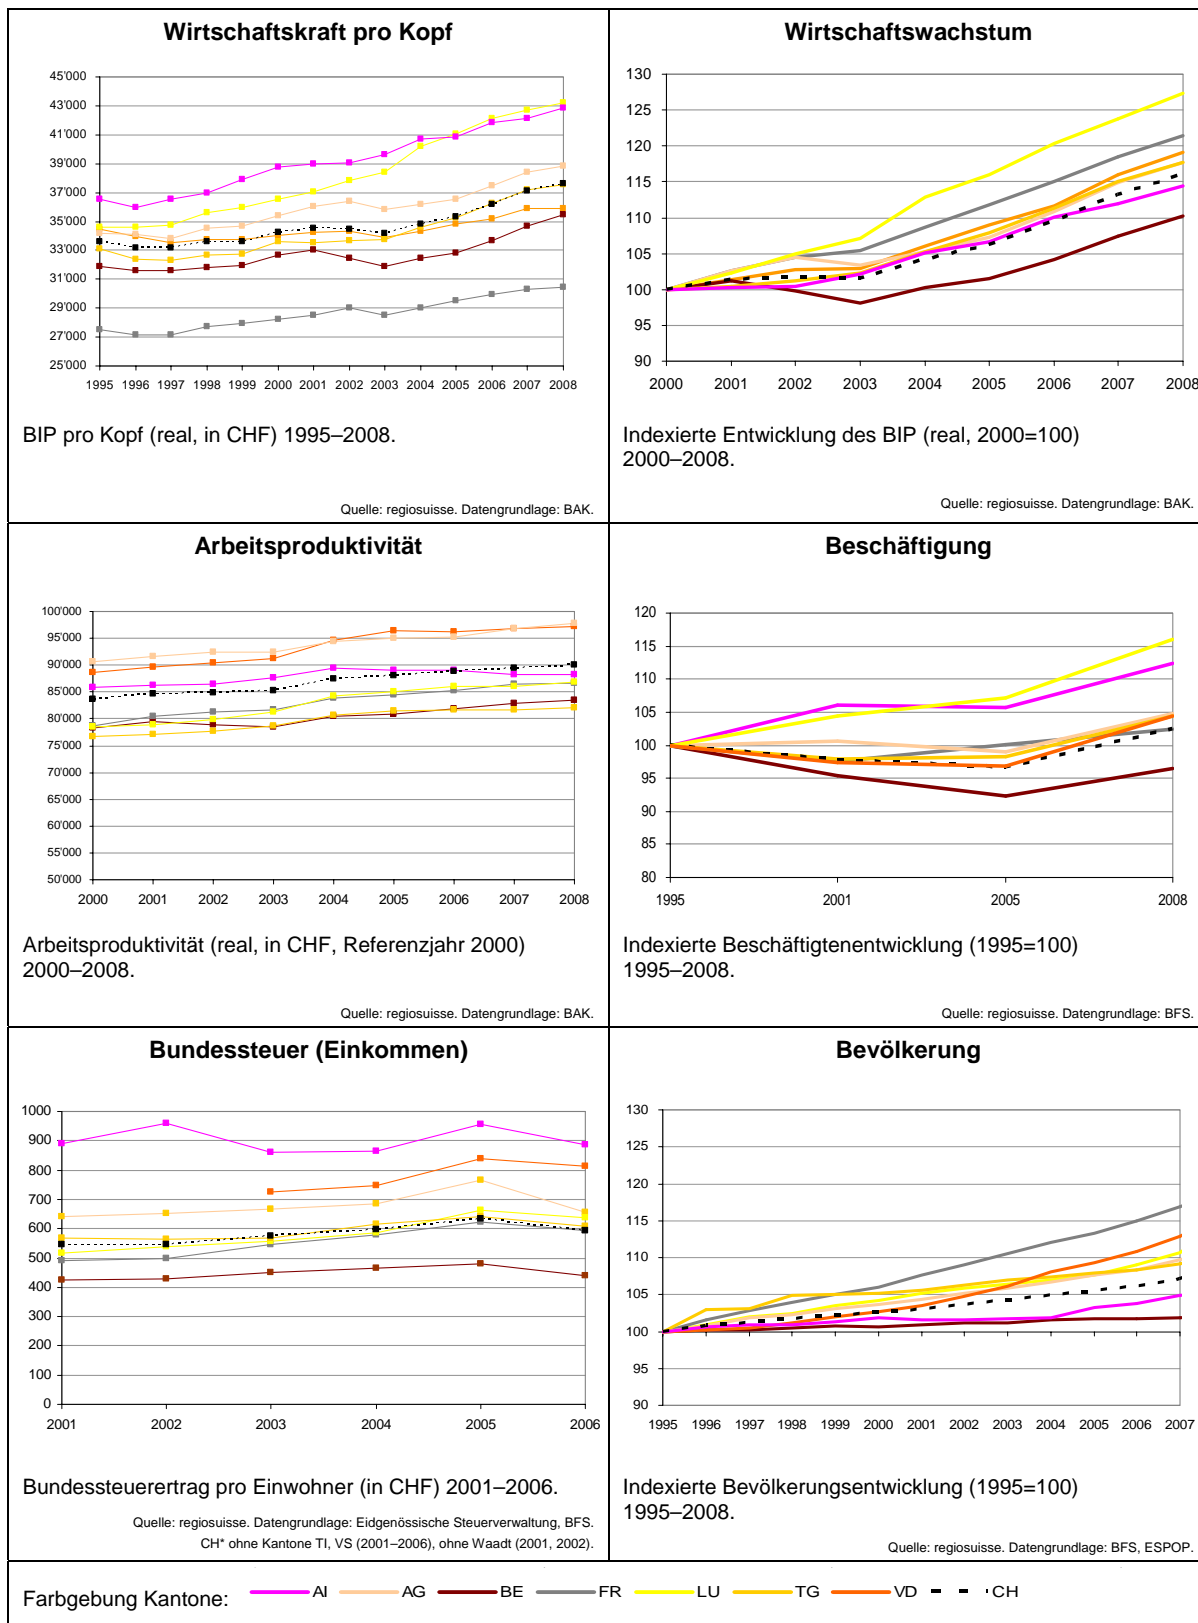 Wirtschaftskraft pro Kopf
45'000
43'000
41'000
39'000
37'000
35'000
33'000
31'000
29'000
27'000
25'000
1995 1996 1997 1998 1999 2000 2001 2002 2003 2004 2005 2006 2007 2008
BIP pro Kopf (real, in CHF) 1995–2008.
Quelle: regiosuisse. Datengrundlage: BAK.
Wirtschaftswachstum
130
125
120
115
110
105
100
95
90
2000 2001 2002 2003 2004 2005 2006 2007 2008
Indexierte Entwicklung des BIP (real, 2000=100)
2000–2008.
Quelle: regiosuisse. Datengrundlage: BAK.
Arbeitsproduktivität
100'000
95'000
90'000
85'000
80'000
75'000
70'000
65'000
60'000
55'000
50'000
2000 2001 2002 2003 2004 2005 2006 2007 2008
Arbeitsproduktivität (real, in CHF, Referenzjahr 2000)
2000–2008.
Quelle: regiosuisse. Datengrundlage: BAK.
Beschäftigung
120
115
110
105
100
95
90
85
80
1995 2001 2005 2008
Indexierte Beschäftigtenentwicklung (1995=100)
1995–2008.
Quelle: regiosuisse. Datengrundlage: BFS.
Bundessteuer (Einkommen)
1000
900
800
700
600
500
400
300
200
100
0
2001 2002 2003 2004 2005 2006
Bundessteuerertrag pro Einwohner (in CHF) 2001–2006.
Quelle: regiosuisse. Datengrundlage: Eidgenössische Steuerverwaltung, BFS.
CH* ohne Kantone TI, VS (2001–2006), ohne Waadt (2001, 2002).
Bevölkerung
130
125
120
115
110
105
100
95
90
1995 1996 1997 1998 1999 2000 2001 2002 2003 2004 2005 2006 2007
Indexierte Bevölkerungsentwicklung (1995=100)
1995–2008.
Quelle: regiosuisse. Datengrundlage: BFS, ESPOP.
Farbgebung Kantone: AI AG BE FR LU TG VD CH